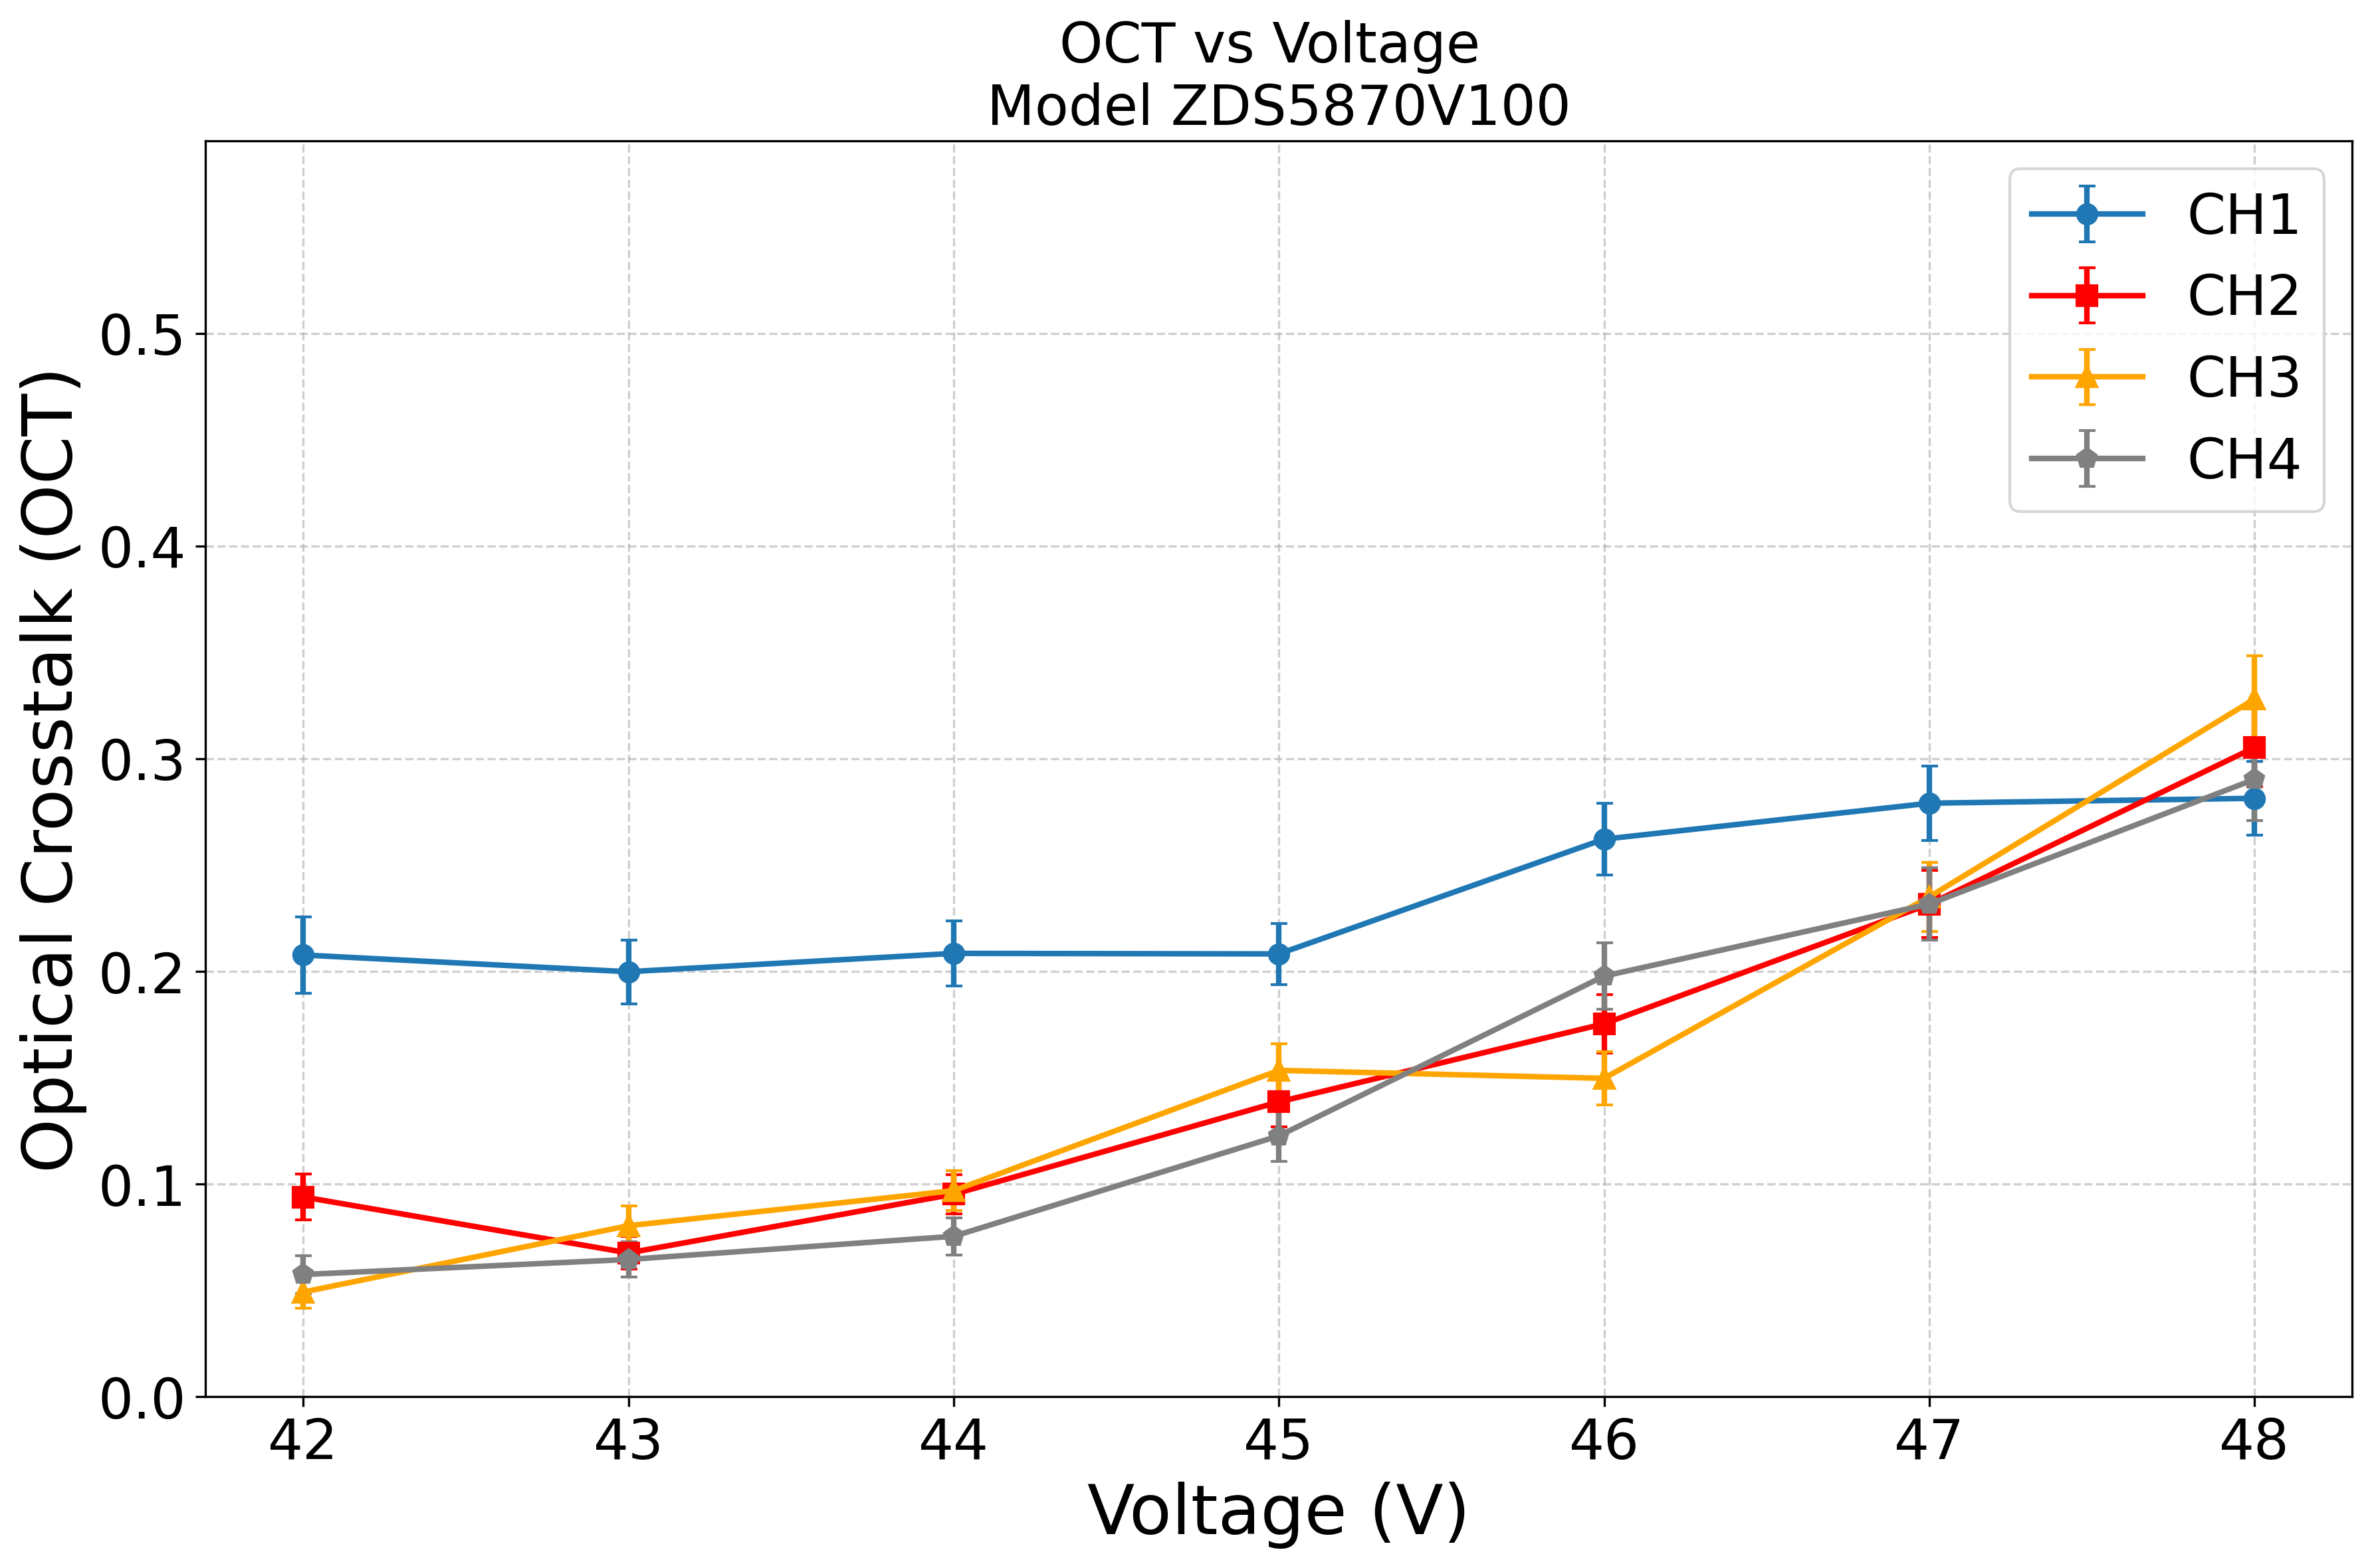 OCT vs Voltage
Model ZDS5870V100
CH1
CH2
CH3
CH4
Optical Crosstalk (OCT)
0.5
0.4
0.3
0.2
0.1
0.0
42 43 44 45 46 47 48
Voltage (V)